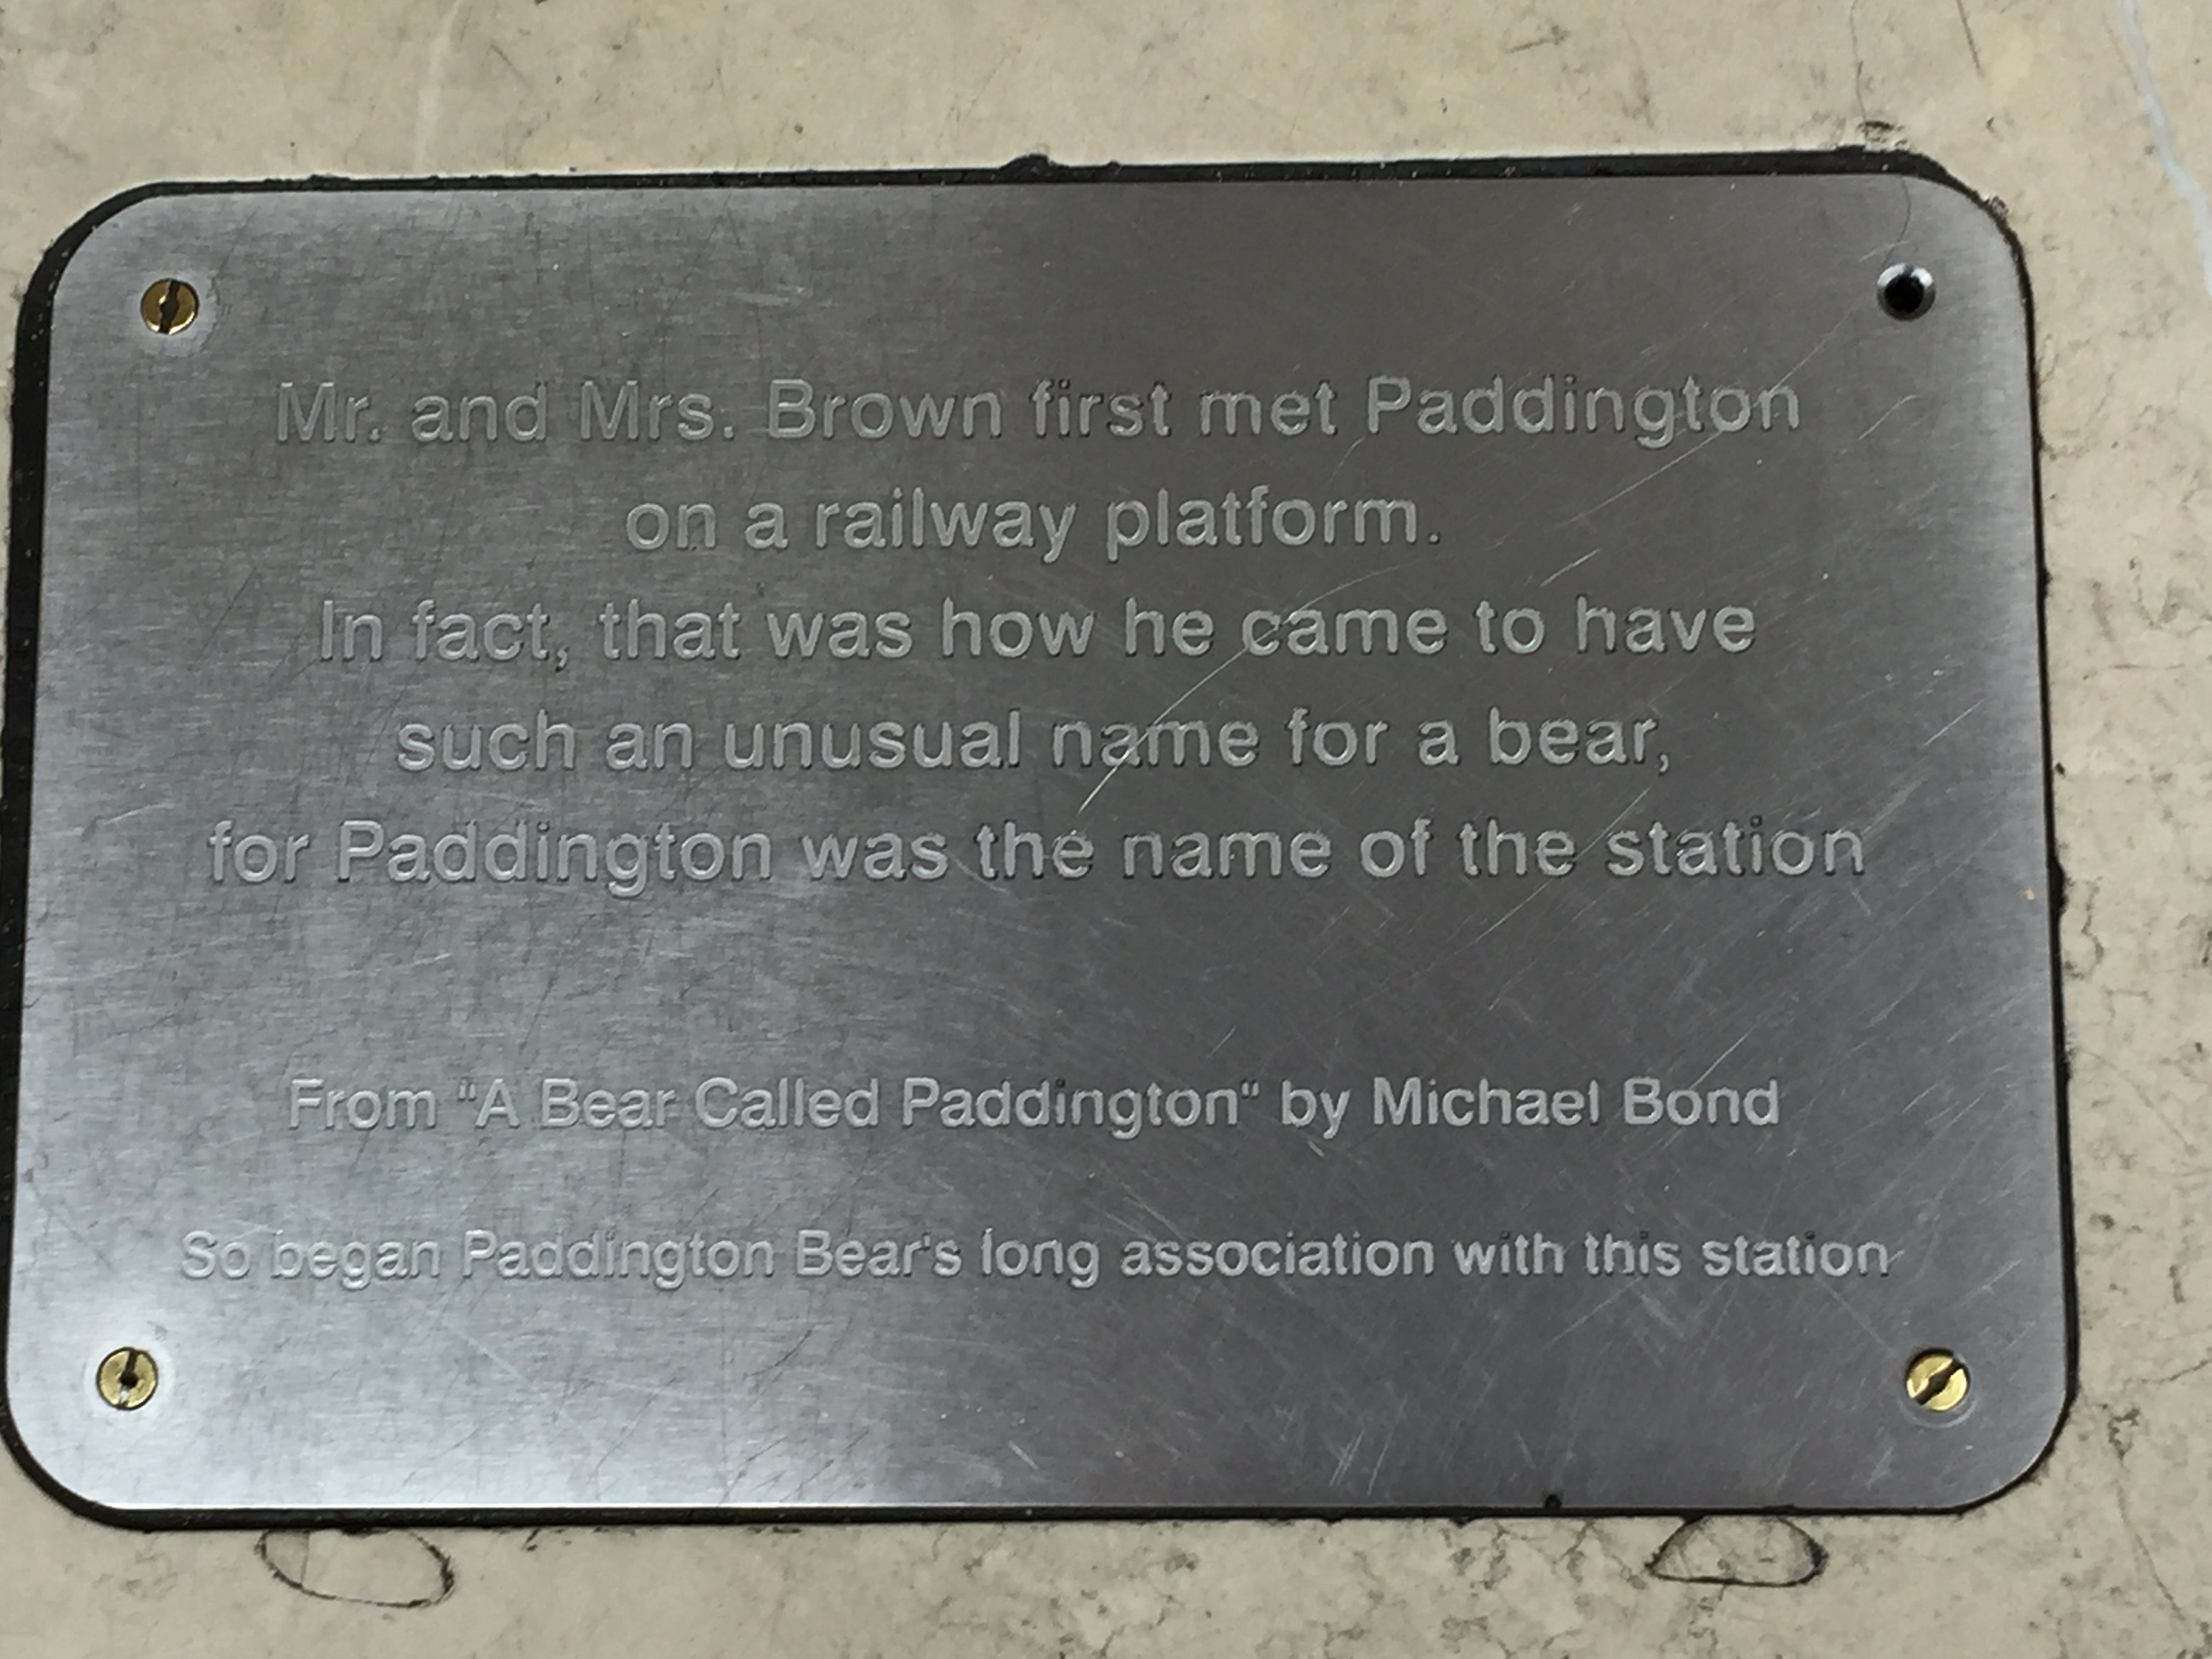 Mr. and Mrs. Brown first met Paddington
on a railway platform.
In fact, that was how he came to have
such an unusual name for a bear,
for Paddington was the name of the station
From "A Bear Called Paddington" by Michael Bond
So began Paddington Bear's long association with this station